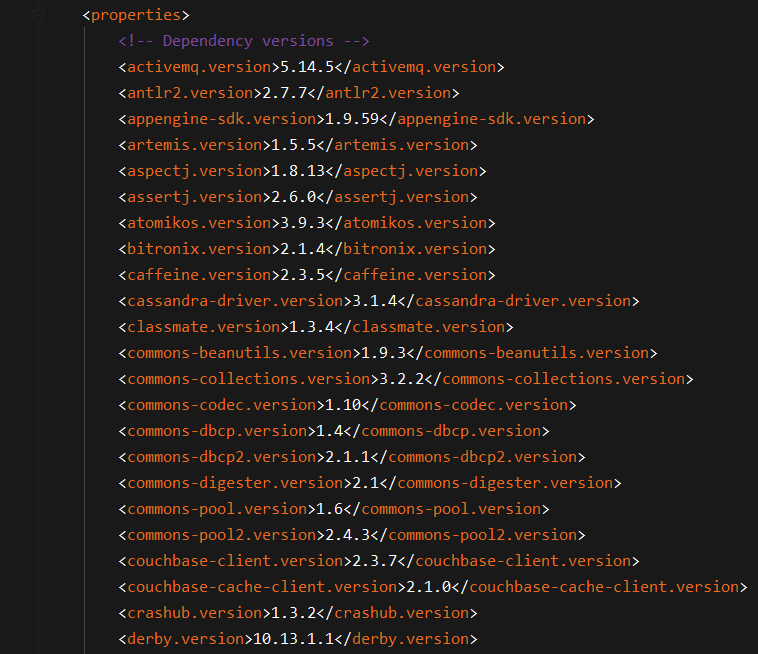 <properties>
<!-- Dependency versions -->
<activemq.version>5.14.5</activemq.version>
<antlr2.version>2.7.7</antlr2.version>
<appengine-sdk.version>1.9.59</appengine-sdk.version>
<artemis.version>1.5.5</artemis.version>
<aspectj.version>1.8.13</aspectj.version>
<assertj.version>2.6.0</assertj.version>
<atomikos.version>3.9.3</atomikos.version>
<bitronix.version>2.1.4</bitronix.version>
<caffeine.version>2.3.5</caffeine.version>
<cassandra-driver.version>3.1.4</cassandra-driver.version>
<classmate.version>1.3.4</classmate.version>
<commons-beanutils.version>1.9.3</commons-beanutils.version>
<commons-collections.version>3.2.2</commons-collections.version>
<commons-codec.version>1.10</commons-codec.version>
<commons-dbcp.version>1.4</commons-dbcp.version>
<commons-dbcp2.version>2.1.1</commons-dbcp2.version>
<commons-digester.version>2.1</commons-digester.version>
<commons-pool.version>1.6</commons-pool.version>
<commons-pool2.version>2.4.3</commons-pool2.version>
<couchbase-client.version>2.3.7</couchbase-client.version>
<couchbase-cache-client.version>2.1.0</couchbase-cache-client.version>
<crashub.version>1.3.2</crashub.version>
<derby.version>10.13.1.1</derby.version>